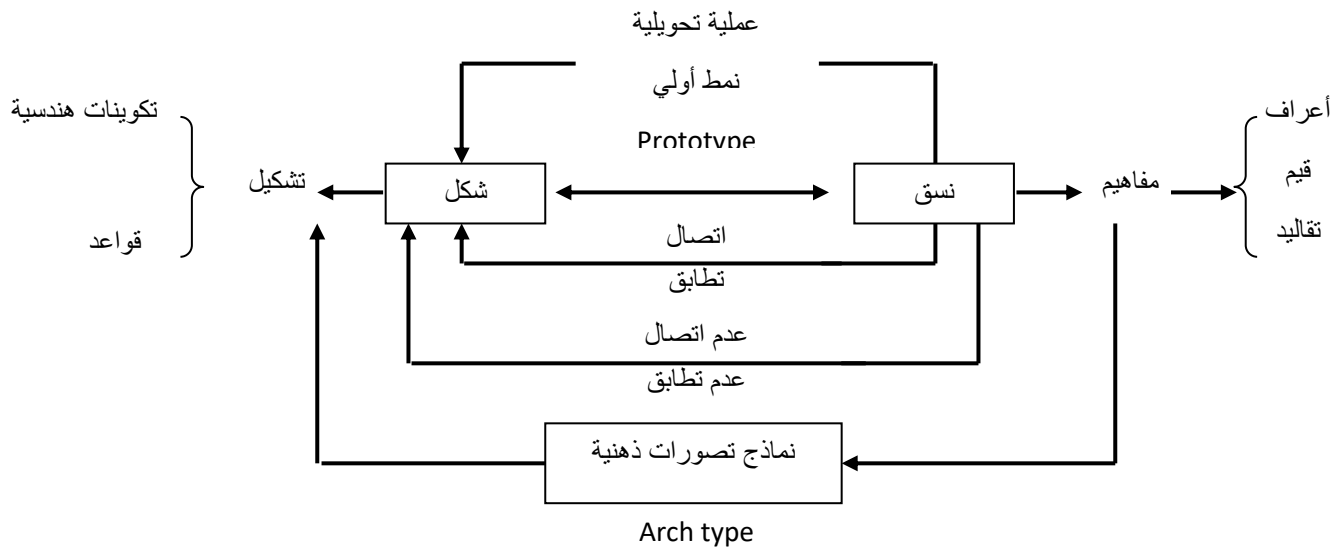 عملية تحويلية
نمط أولي
Prototype
أعراف
قيم
تقاليد
مفاهيم
نسق
شكل
تشكيل
تكوينات هندسية
قواعد
اتصال
تطابق
عدم اتصال
عدم تطابق
نماذج تصورات ذهنية
Arch type